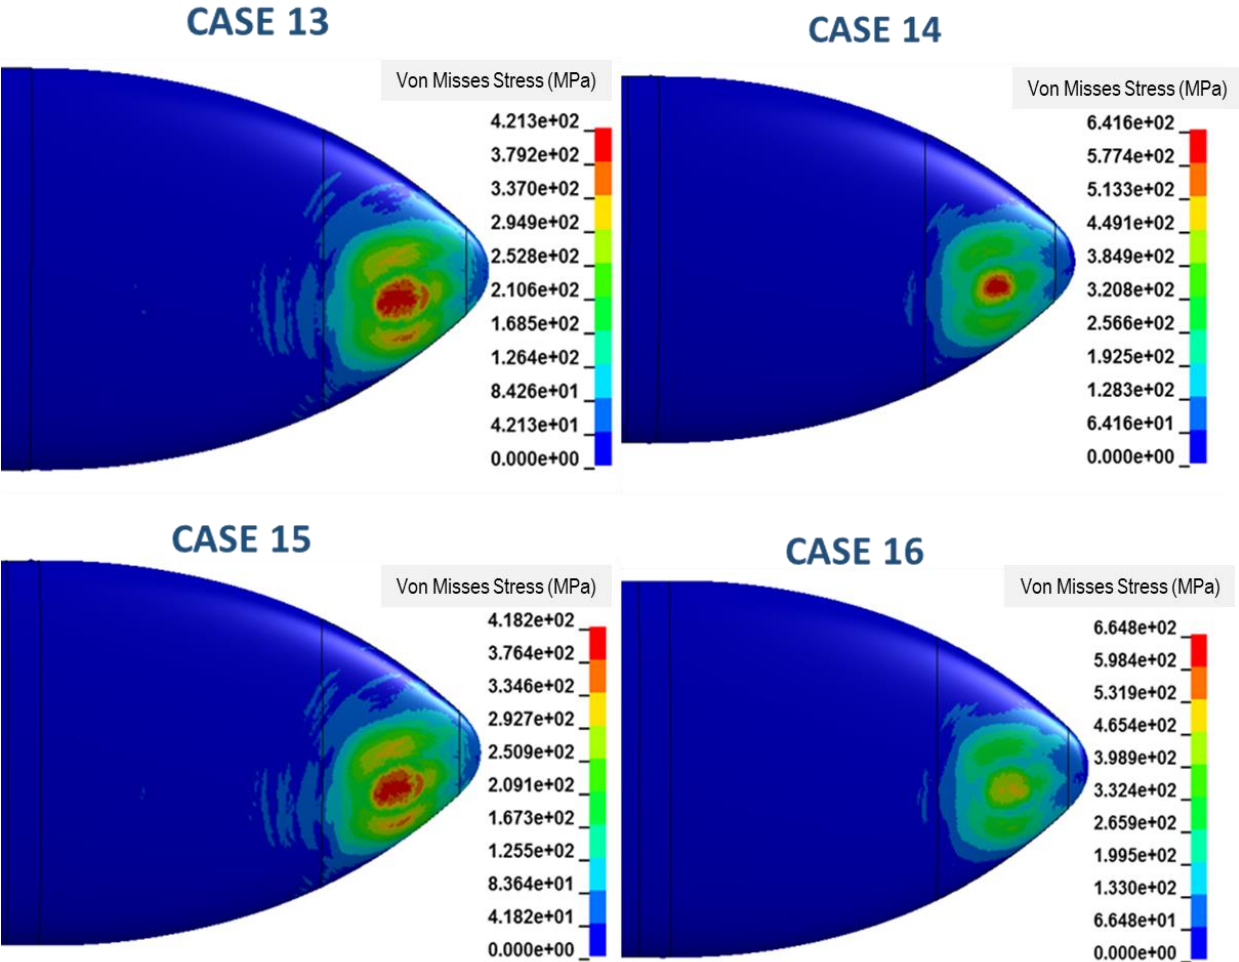 CASE 13
Von Misses Stress (MPa)
4.213e+02
3.792e+02
3.370e+02
2.949e+02
2.528e+02
2.106e+02
1.685e+02
1.264e+02
8.426e+01
4.213e+01
0.000e+00
CASE 14
Von Misses Stress (MPa)
6.416e+02
5.774e+02
5.133e+02
4.491e+02
3.849e+02
3.208e+02
2.566e+02
1.925e+02
1.283e+02
6.416e+01
0.000e+00
CASE 15
Von Misses Stress (MPa)
4.182e+02
3.764e+02
3.346e+02
2.927e+02
2.509e+02
2.091e+02
1.673e+02
1.255e+02
8.364e+01
4.182e+01
0.000e+00
CASE 16
Von Misses Stress (MPa)
6.648e+02
5.984e+02
5.319e+02
4.654e+02
3.989e+02
3.324e+02
2.659e+02
1.995e+02
1.330e+02
6.648e+01
0.000e+00